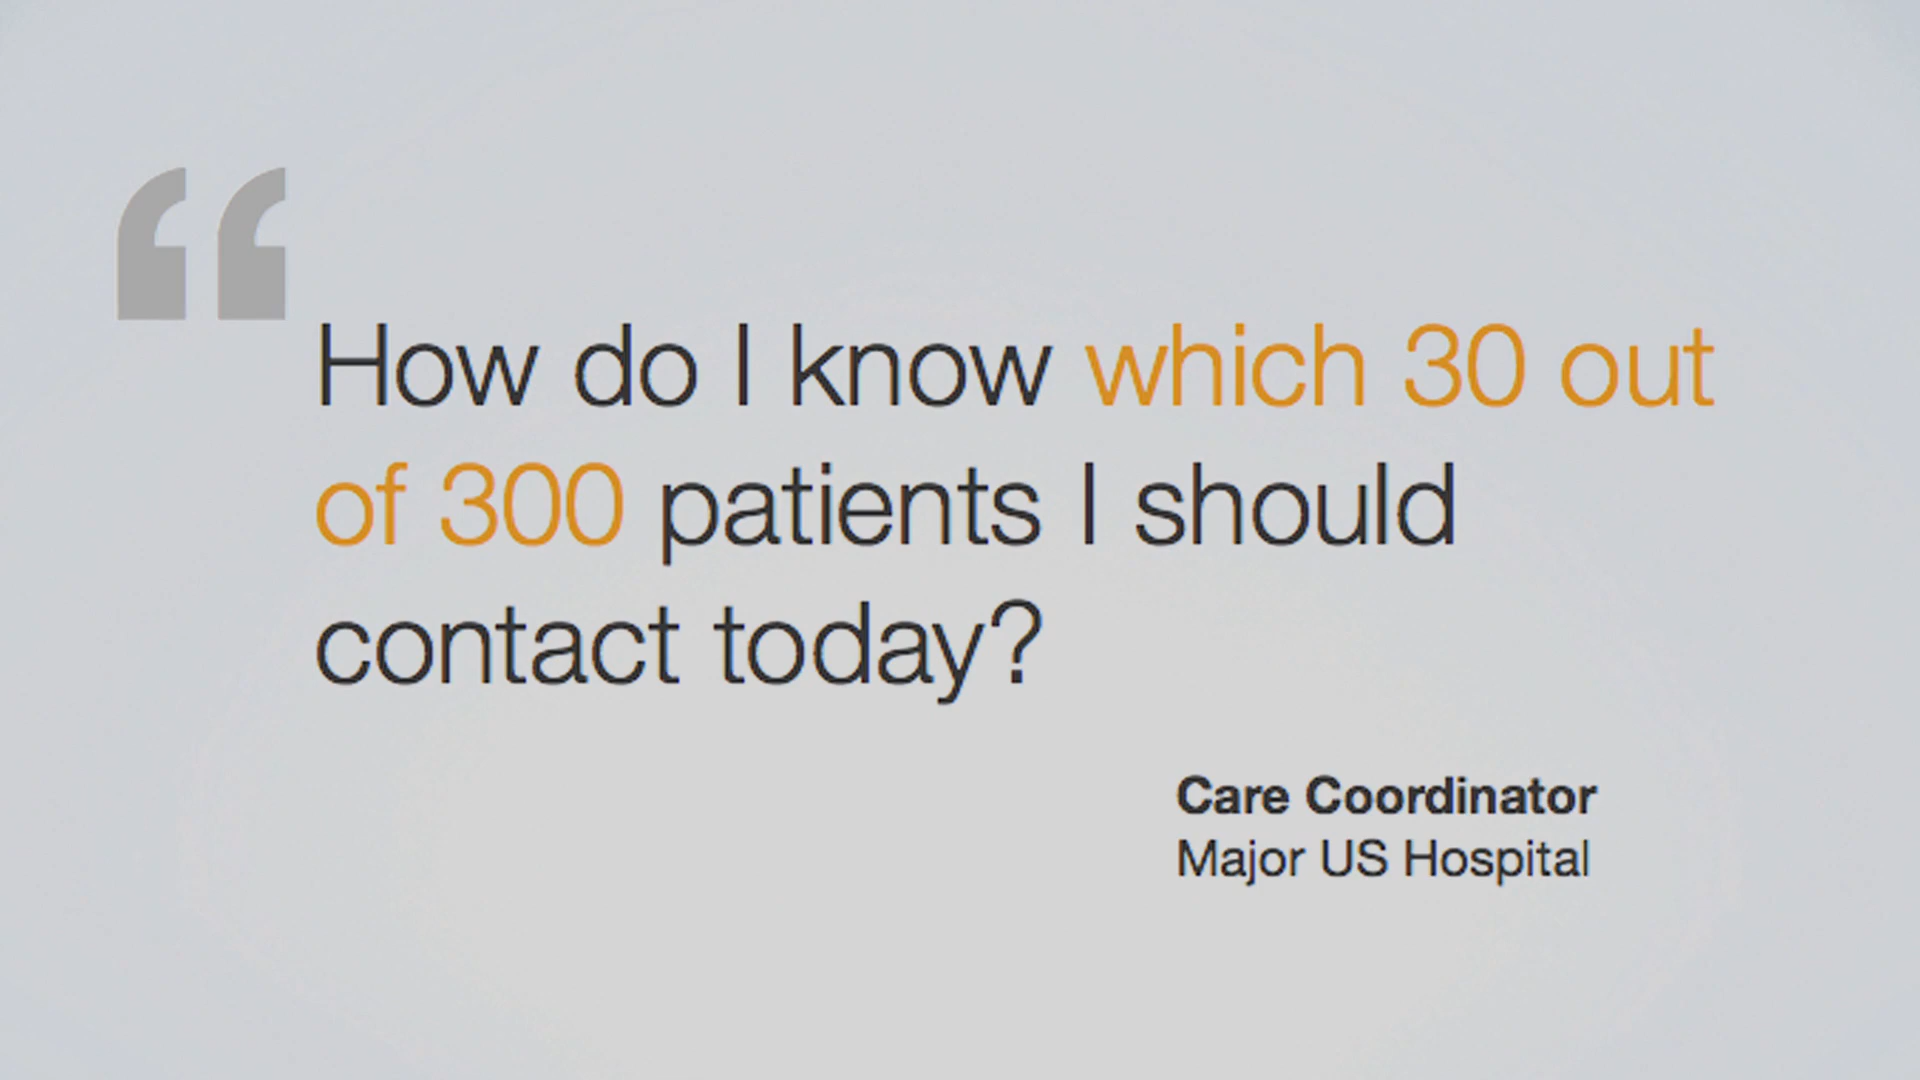 “
How do I know which 30 out
of 300 patients I should
contact today?
Care Coordinator
Major US Hospital